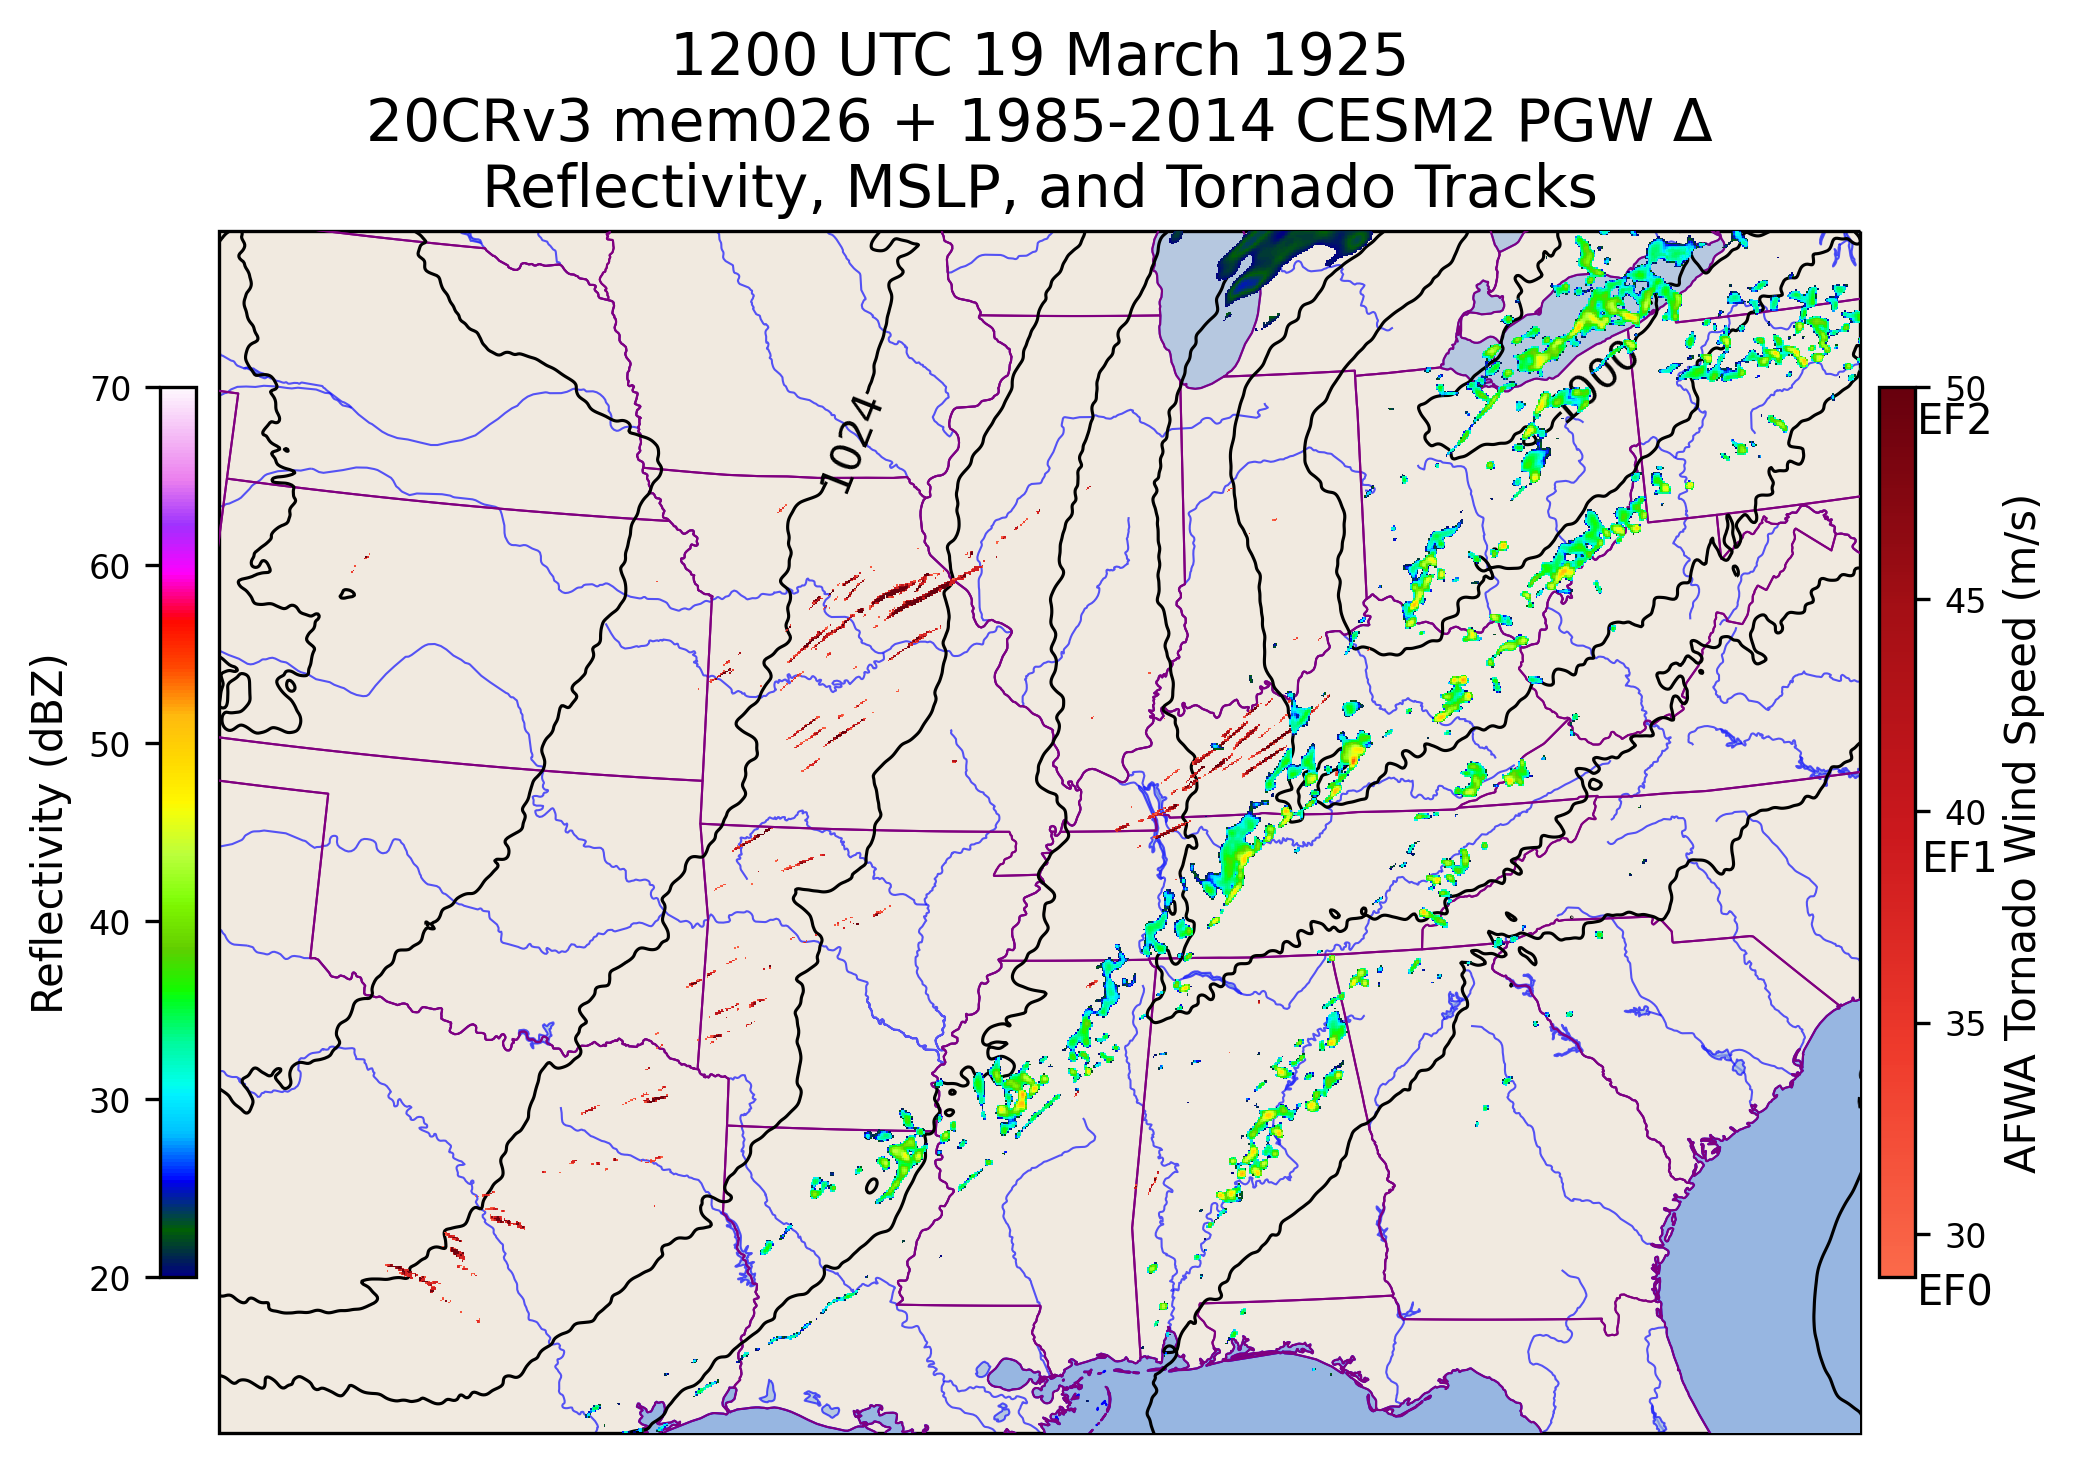 1200 UTC 19 March 1925
20CRv3 mem026 + 1985-2014 CESM2 PGW Δ
Reflectivity, MSLP, and Tornado Tracks
Reflectivity (dBZ)
70
60
50
40
30
20
1024
1000
50
EF2
45
40
EF1
35
30
EF0
AFWA Tornado Wind Speed (m/s)